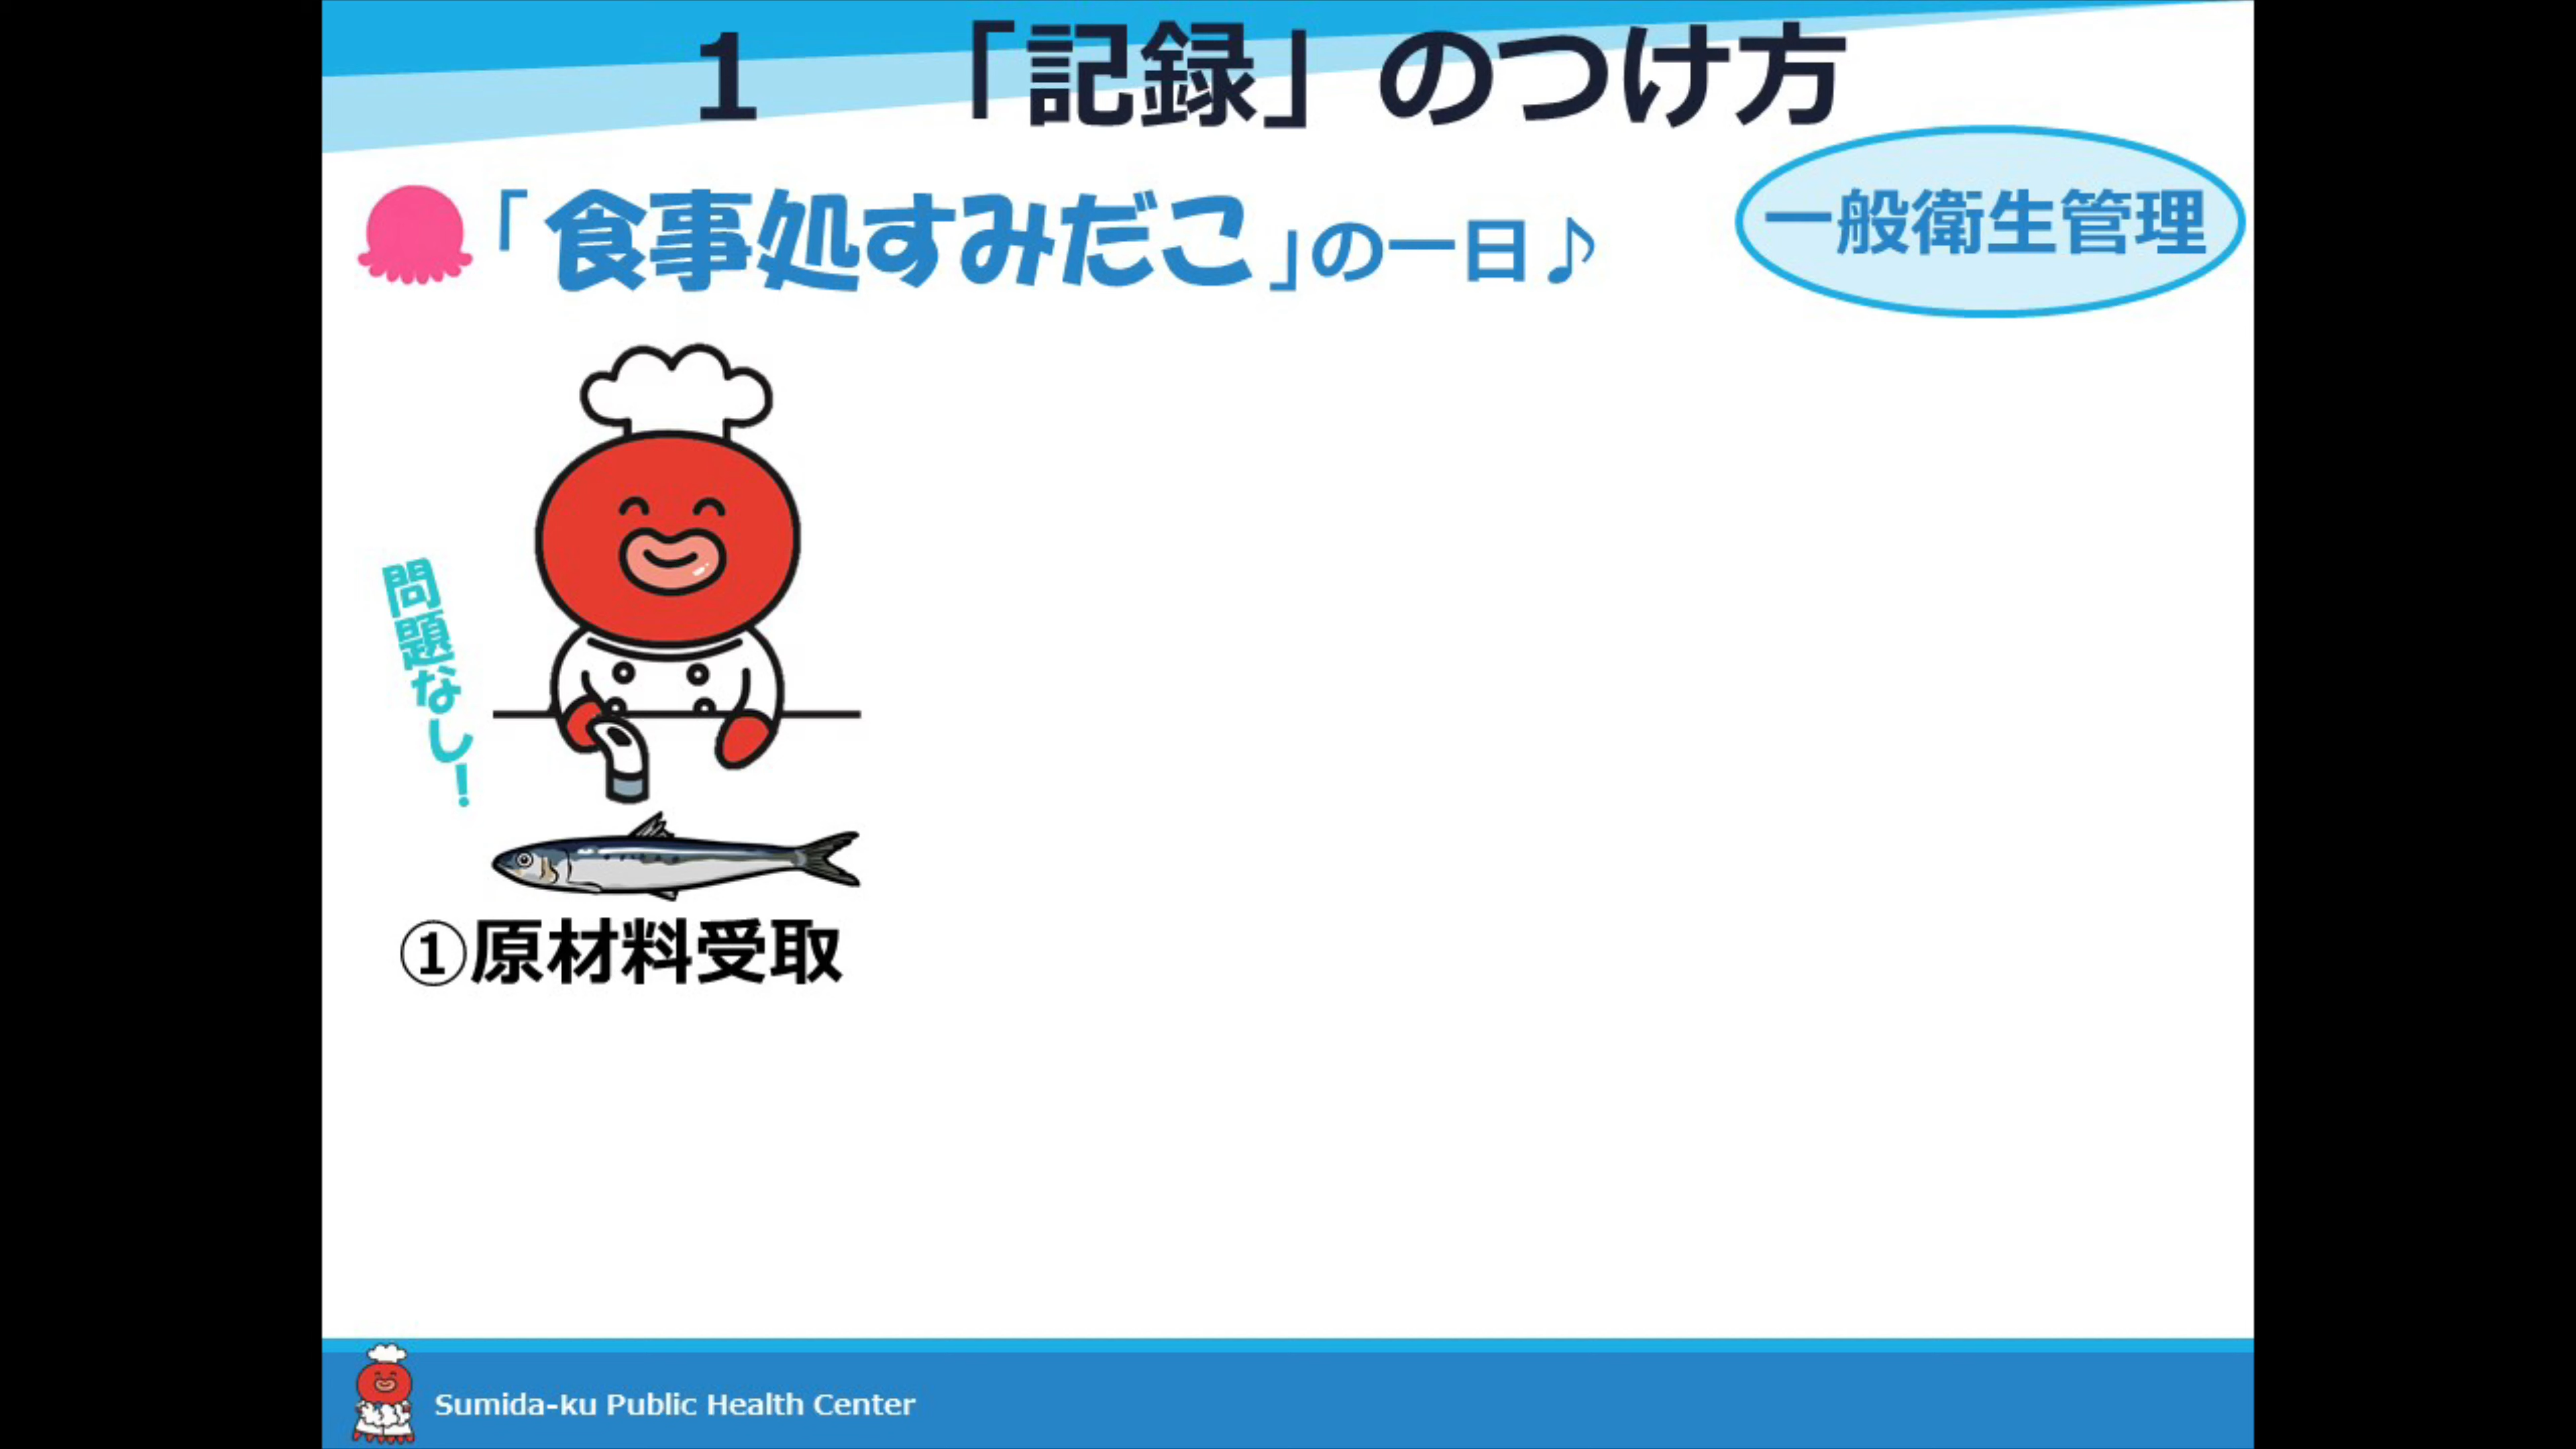 1 「記録」のつけ方
「食事処すみだこ」の一日♪
一般衛生管理
問題なし!
①原材料受取
Sumida-ku Public Health Center